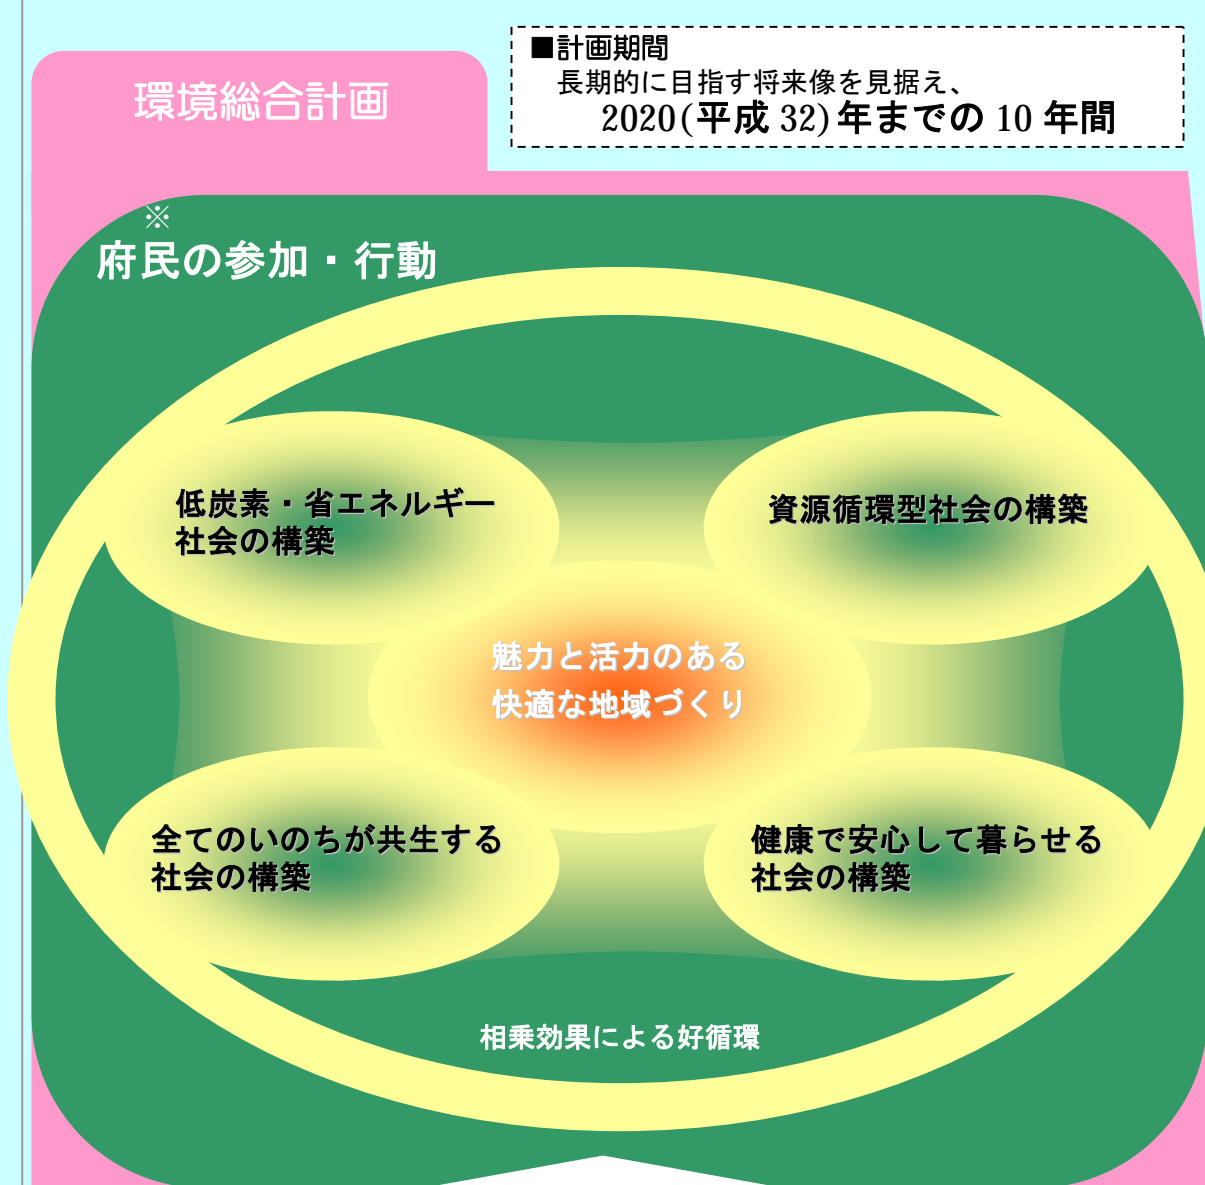 環境総合計画
■計画期間
長期的に目指す将来像を見据え、
2020(平成 32)年までの 10 年間
※
府民の参加・行動
低炭素・省エネルギー
社会の構築
資源循環型社会の構築
魅力と活力のある
快適な地域づくり
全てのいのちが共生する
社会の構築
健康で安心して暮らせる
社会の構築
相乗効果による好循環